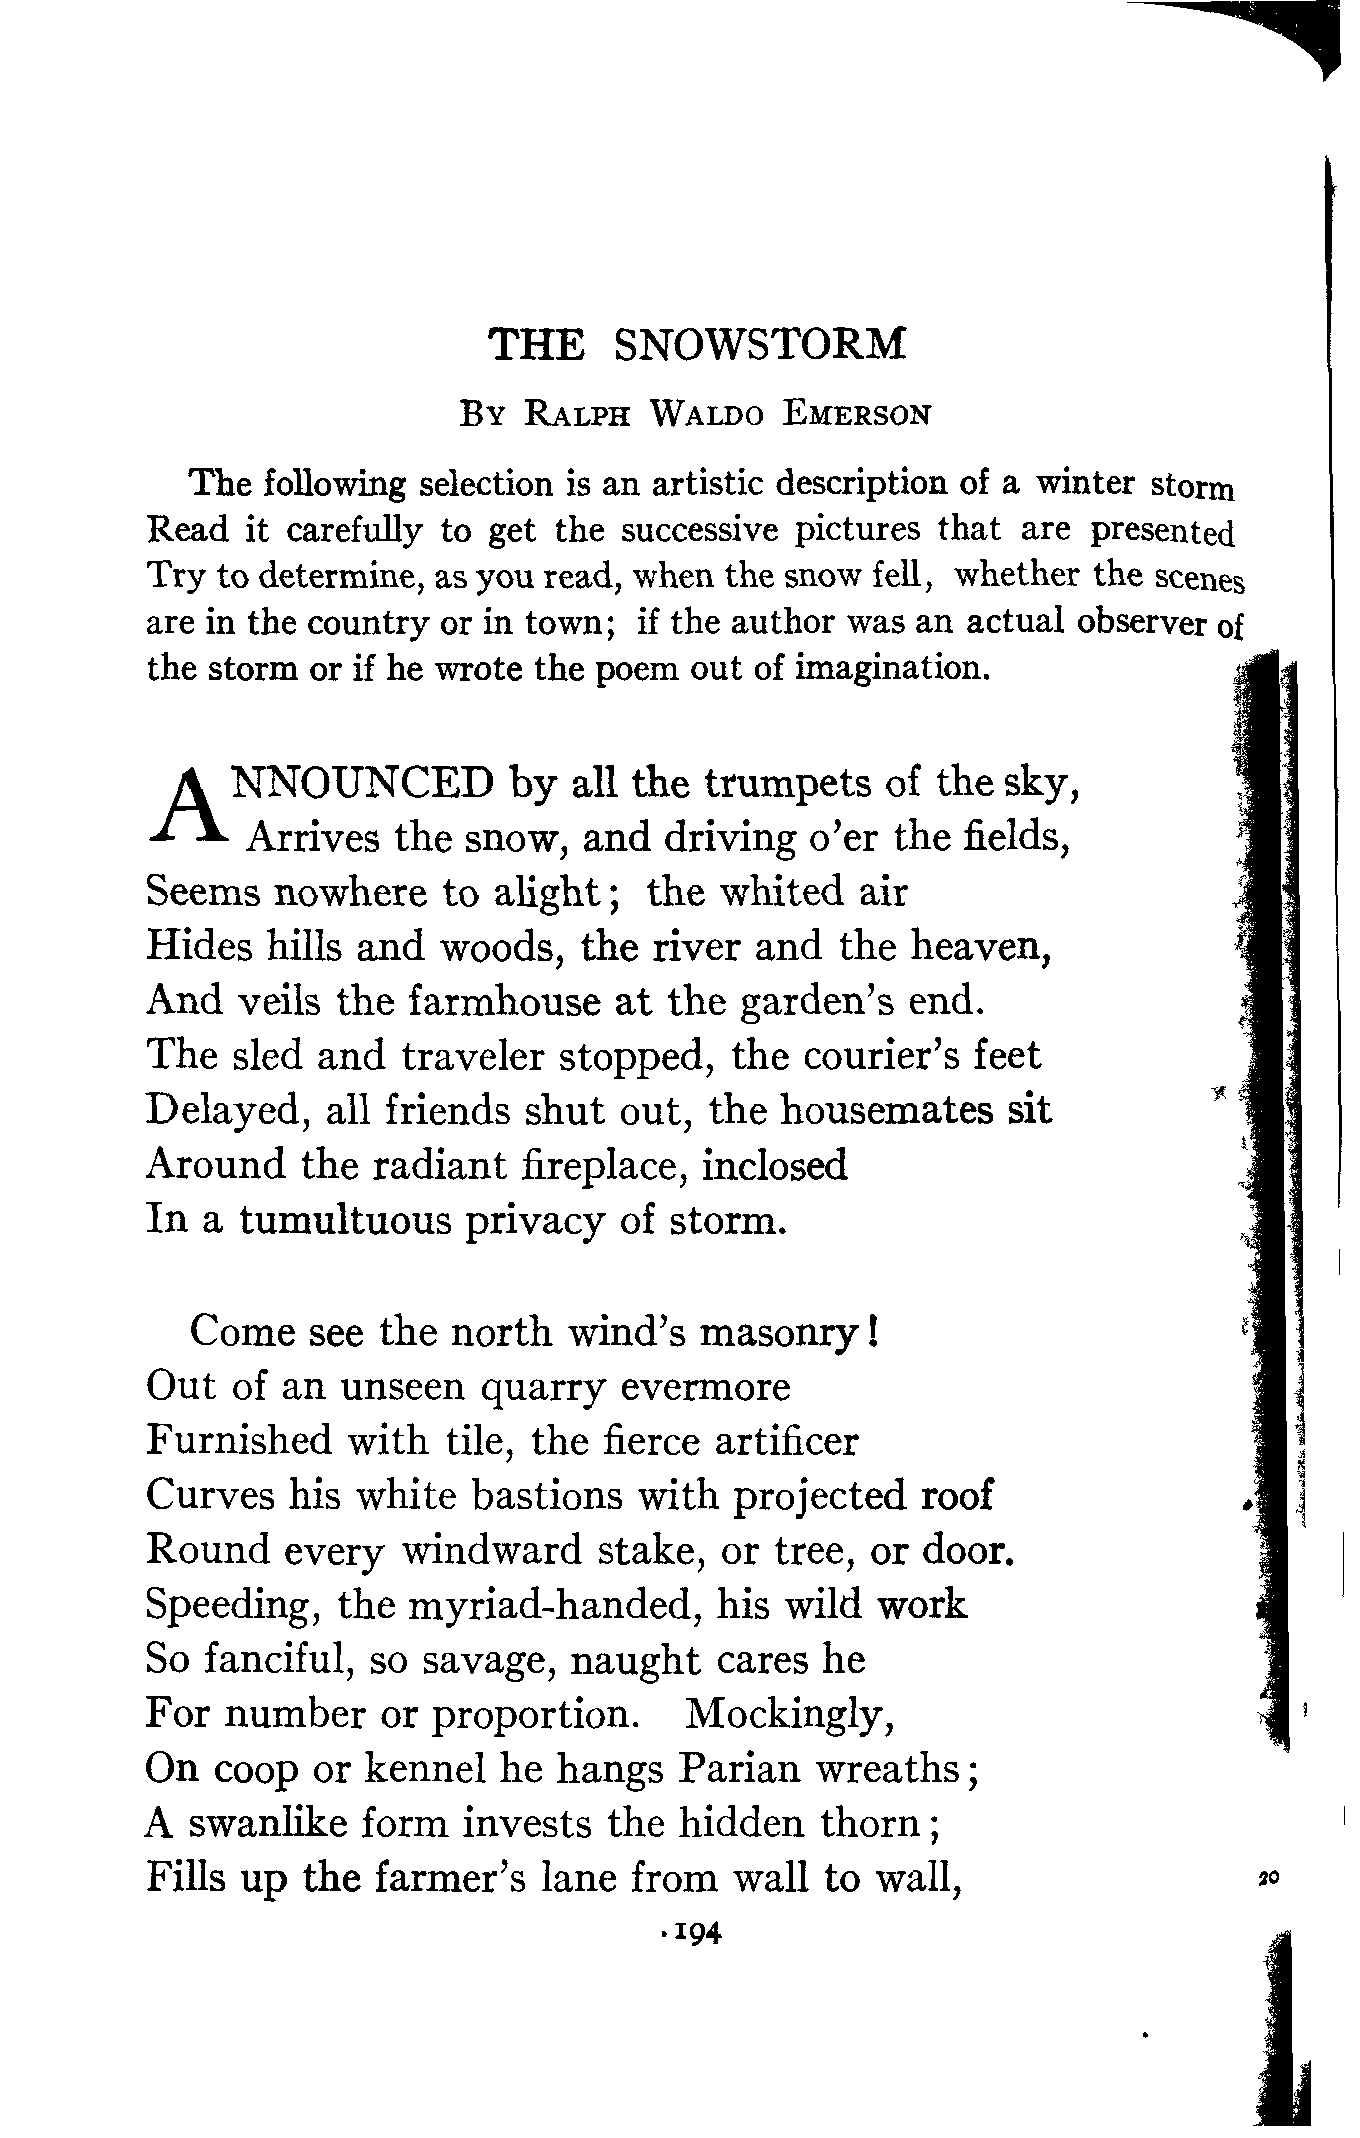 THE SNOWSTORM
BY RALPH WALDO EMERSON
The following selection is an artistic description of a winter storm
Read it carefully to get the successive pictures that are presented
Try to determine, as you read, when the snow fell, whether the scenes
are in the country or in town; if the author was an actual observer of
the storm or if he wrote the poem out of imagination.
ANNOUNCED by all the trumpets of the sky,
Arrives the snow, and driving o'er the fields,
Seems nowhere to alight; the whited air
Hides hills and woods, the river and the heaven,
And veils the farmhouse at the garden's end.
The sled and traveler stopped, the courier's feet
Delayed, all friends shut out, the housemates sit
Around the radiant fireplace, inclosed
In a tumultuous privacy of storm.
Come see the north wind's masonry!
Out of an unseen quarry evermore
Furnished with tile, the fierce artificer
Curves his white bastions with projected roof
Round every windward stake, or tree, or door.
Speeding, the myriad-handed, his wild work
So fanciful, so savage, naught cares he
For number or proportion. Mockingly,
On coop or kennel he hangs Parian wreaths;
A swanlike form invests the hidden thorn;
Fills up the farmer's lane from wall to wall, 20
194